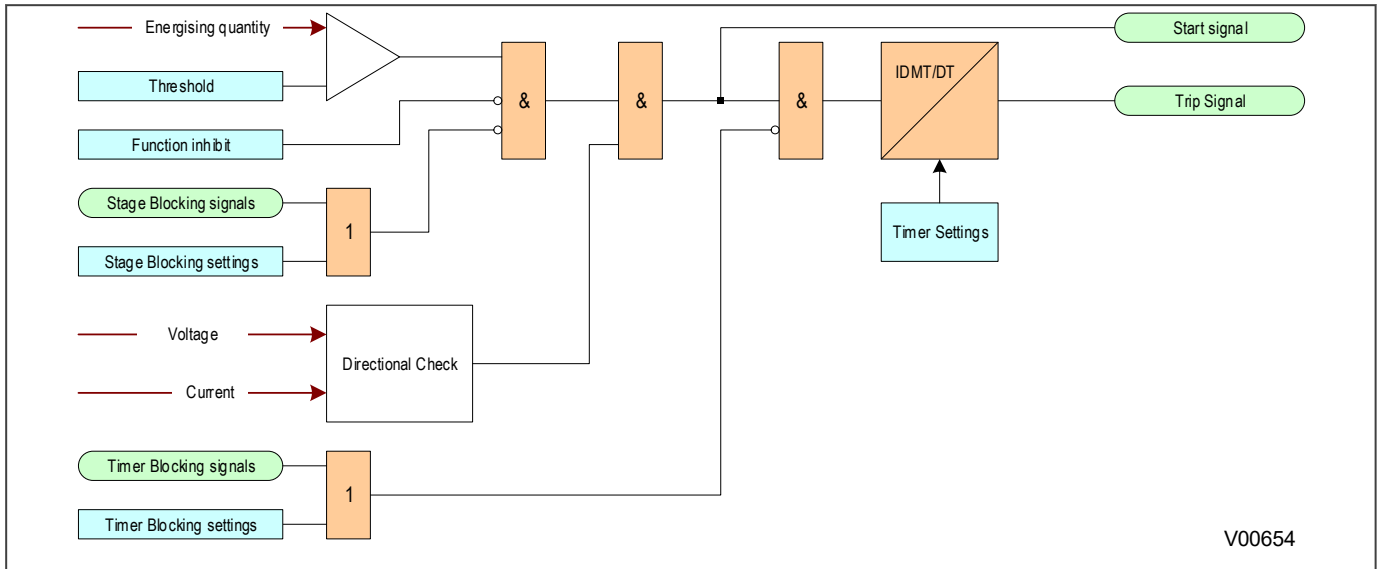 Energising quantity
Start signal
Threshold
IDMT/DT
&
&
&
Trip Signal
Function inhibit
Stage Blocking signals
1
Timer Settings
Stage Blocking settings
Voltage
Directional Check
Current
Timer Blocking signals
1
Timer Blocking settings
V00654